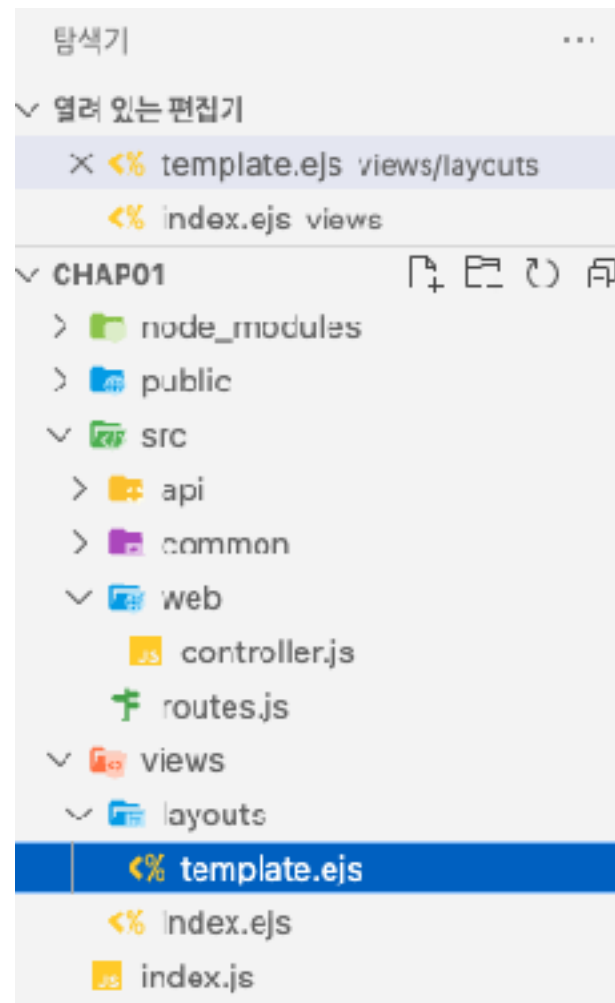 탐색기 ...
열려 있는 편집기
template.ejs views/layouts
index.ejs views
CHAP01
node_modules
public
src
api
common
web
controller.js
routes.js
views
layouts
template.ejs
index.ejs
index.js